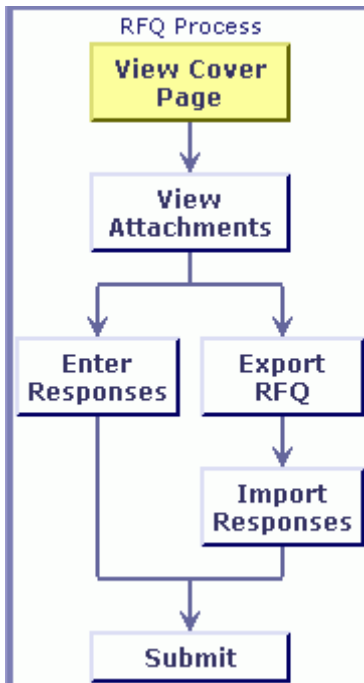 RFQ Process
View Cover
Page
View
Attachments
Enter
Responses
Export
RFQ
Import
Responses
Submit